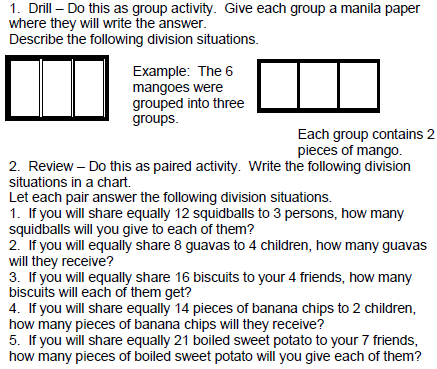 1.  Drill – Do this as group activity.  Give each group a manila paper
where they will write the answer.
Describe the following division situations.
Example:  The 6
mangoes were
grouped into three
groups.
Each group contains 2
pieces of mango.
2.  Review – Do this as paired activity.  Write the following division
situations in a chart.
Let each pair answer the following division situations.
1.  If you will share equally 12 squidballs to 3 persons, how many
squidballs will you give to each of them?
2.  If you will equally share 8 guavas to 4 children, how many guavas
will they receive?
3.  If you will equally share 16 biscuits to your 4 friends, how many
biscuits will each of them get?
4.  If you will share equally 14 pieces of banana chips to 2 children,
how many pieces of banana chips will they receive?
5.  If you will share equally 21 boiled sweet potato to your 7 friends,
how many pieces of boiled sweet potato will you give each of them?